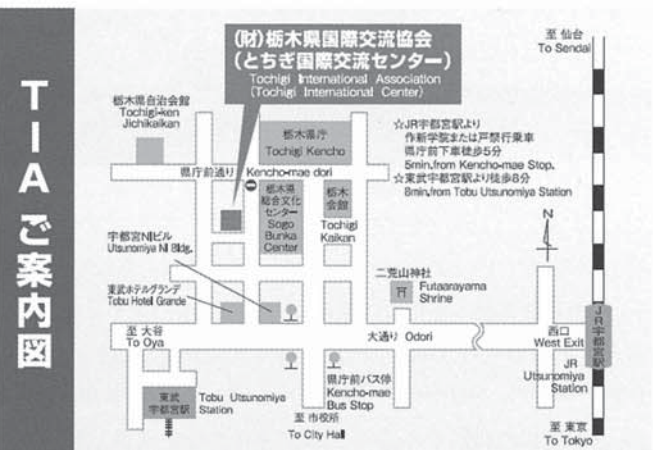 TIAご案内図
(財)栃木県国際交流協会
(とちぎ国際交流センター)
Tochigi International Association
(Tochigi International Center)
至 仙台
To Sendai
栃木県自治会館
Tochigi-ken
Jichikaikan
栃木県庁
Tochigi Kencho
☆JR宇都宮駅より
作新学院または戸祭行乗車
県庁前下車徒歩5分
5min.from Kencho-mae Stop.
☆東武宇都宮駅より徒歩8分
8min.from Tobu Utsunomiya Station
県庁前通り Kencho-mae dori
栃木県
総合文化
センター
Sogo
Bunka
Center
栃木
会館
Tochigi
Kaikan
N
宇都宮NIビル
Utsunomiya NI Bldg.
東武ホテルグランデ
Tobu Hotel Grande
二荒山神社
Futaarayama
Shrine
至 大谷
To Oya
大通り Odori
西口
West Exit
JR宇都宮駅
JR
Utsunomiya
Station
県庁前バス停
Kencho-mae
Bus Stop
東武
宇都宮駅
Tobu Utsunomiya
Station
至 市役所
To City Hall
至 東京
To Tokyo